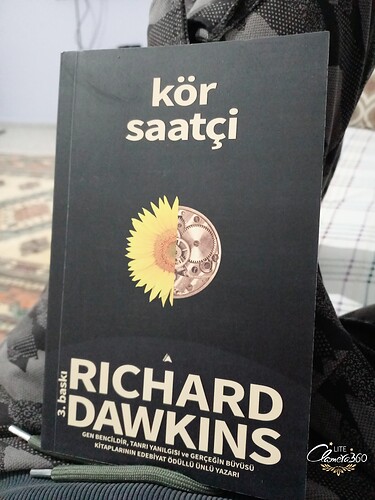 kör
saatçi
3. baskı
RICHARD
DAWKINS
GEN BENCİLDİR, TANRI YANILGISI ve GERÇEĞİN BÜYÜSÜ
KİTAPLARININ EDEBİYAT ÖDÜLLÜ ÜNLÜ YAZARI
LITE
Camera360